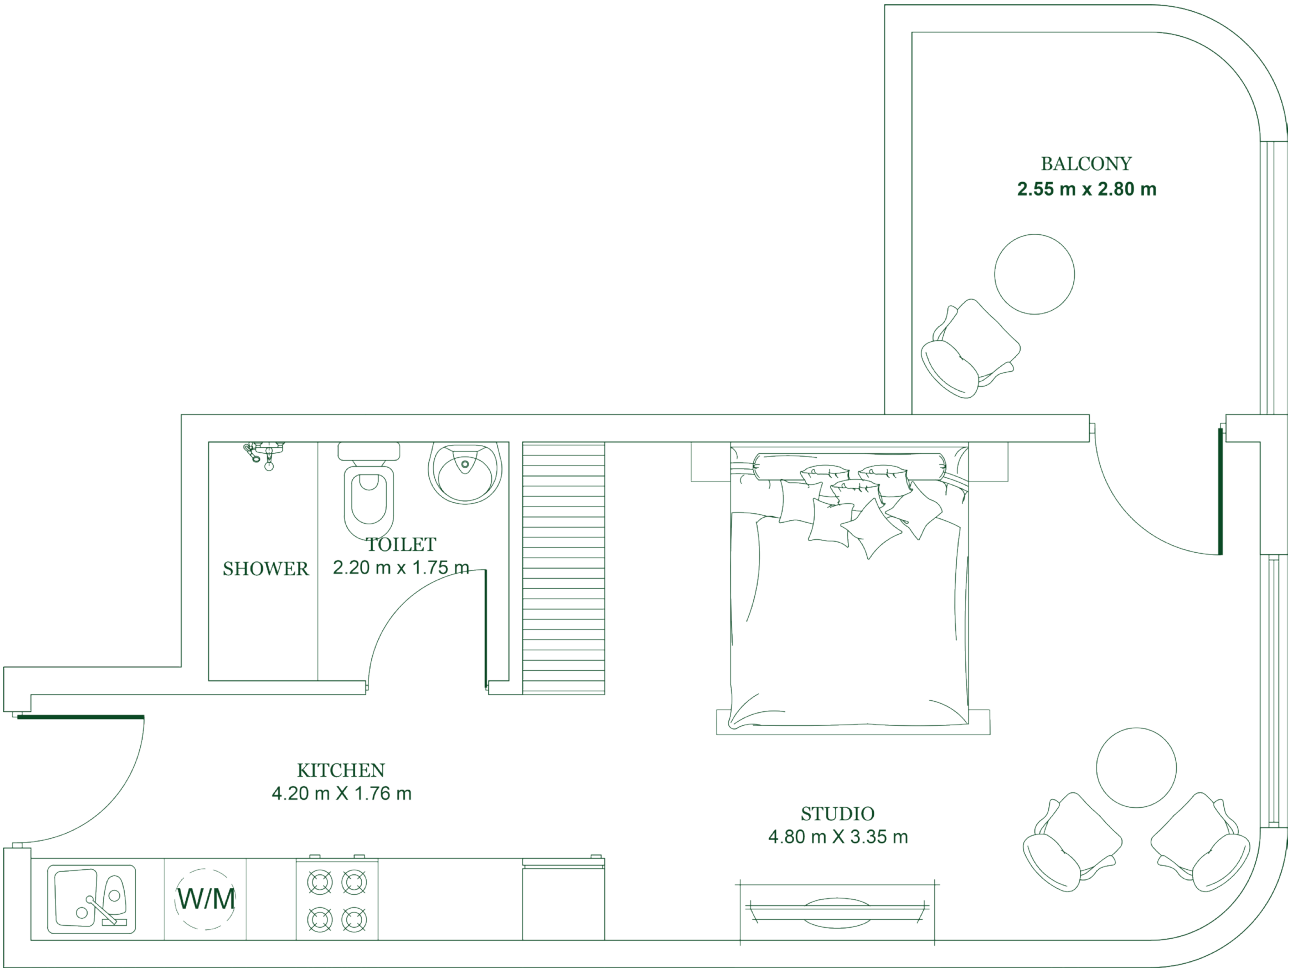 BALCONY
2.55 m x 2.80 m
TOILET
2.20 m x 1.75 m
SHOWER
KITCHEN
4.20 m X 1.76 m
STUDIO
4.80 m X 3.35 m
W/M